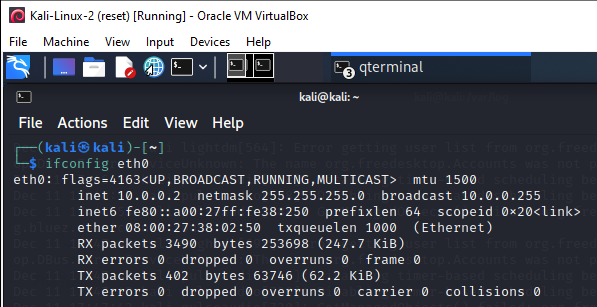 Kali-Linux-2 (reset) [Running] - Oracle VM VirtualBox
File Machine View Input Devices Help
3 qterminal
kali@kali: ~
File Actions Edit View Help
┌──(kali㉿kali)-[~]
└─$ ifconfig eth0
eth0: flags=4163<UP,BROADCAST,RUNNING,MULTICAST> mtu 1500
inet 10.0.0.2 netmask 255.255.255.0 broadcast 10.0.0.255
inet6 fe80::a00:27ff:fe38:250 prefixlen 64 scopeid 0×20<link>
ether 08:00:27:38:02:50 txqueuelen 1000 (Ethernet)
RX packets 3490 bytes 253698 (247.7 KiB)
RX errors 0 dropped 0 overruns 0 frame 0
TX packets 402 bytes 63746 (62.2 KiB)
TX errors 0 dropped 0 overruns 0 carrier 0 collisions 0